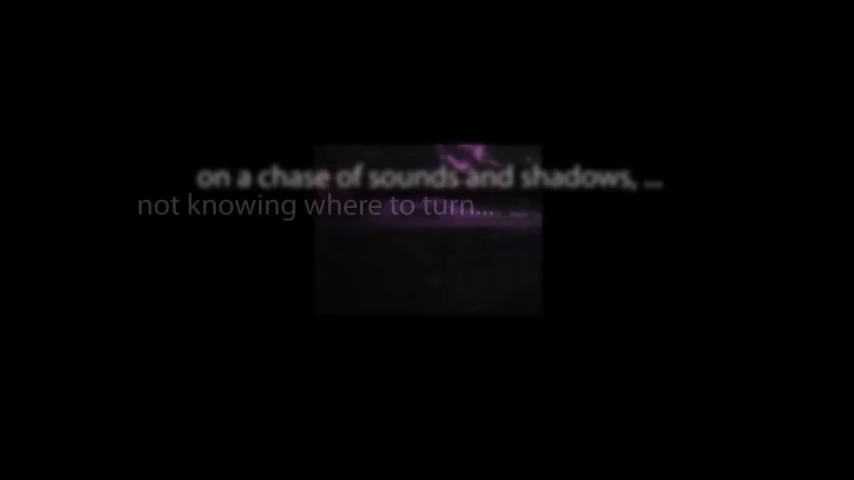 on a chase of sounds and shadows, ...
not knowing where to turn...